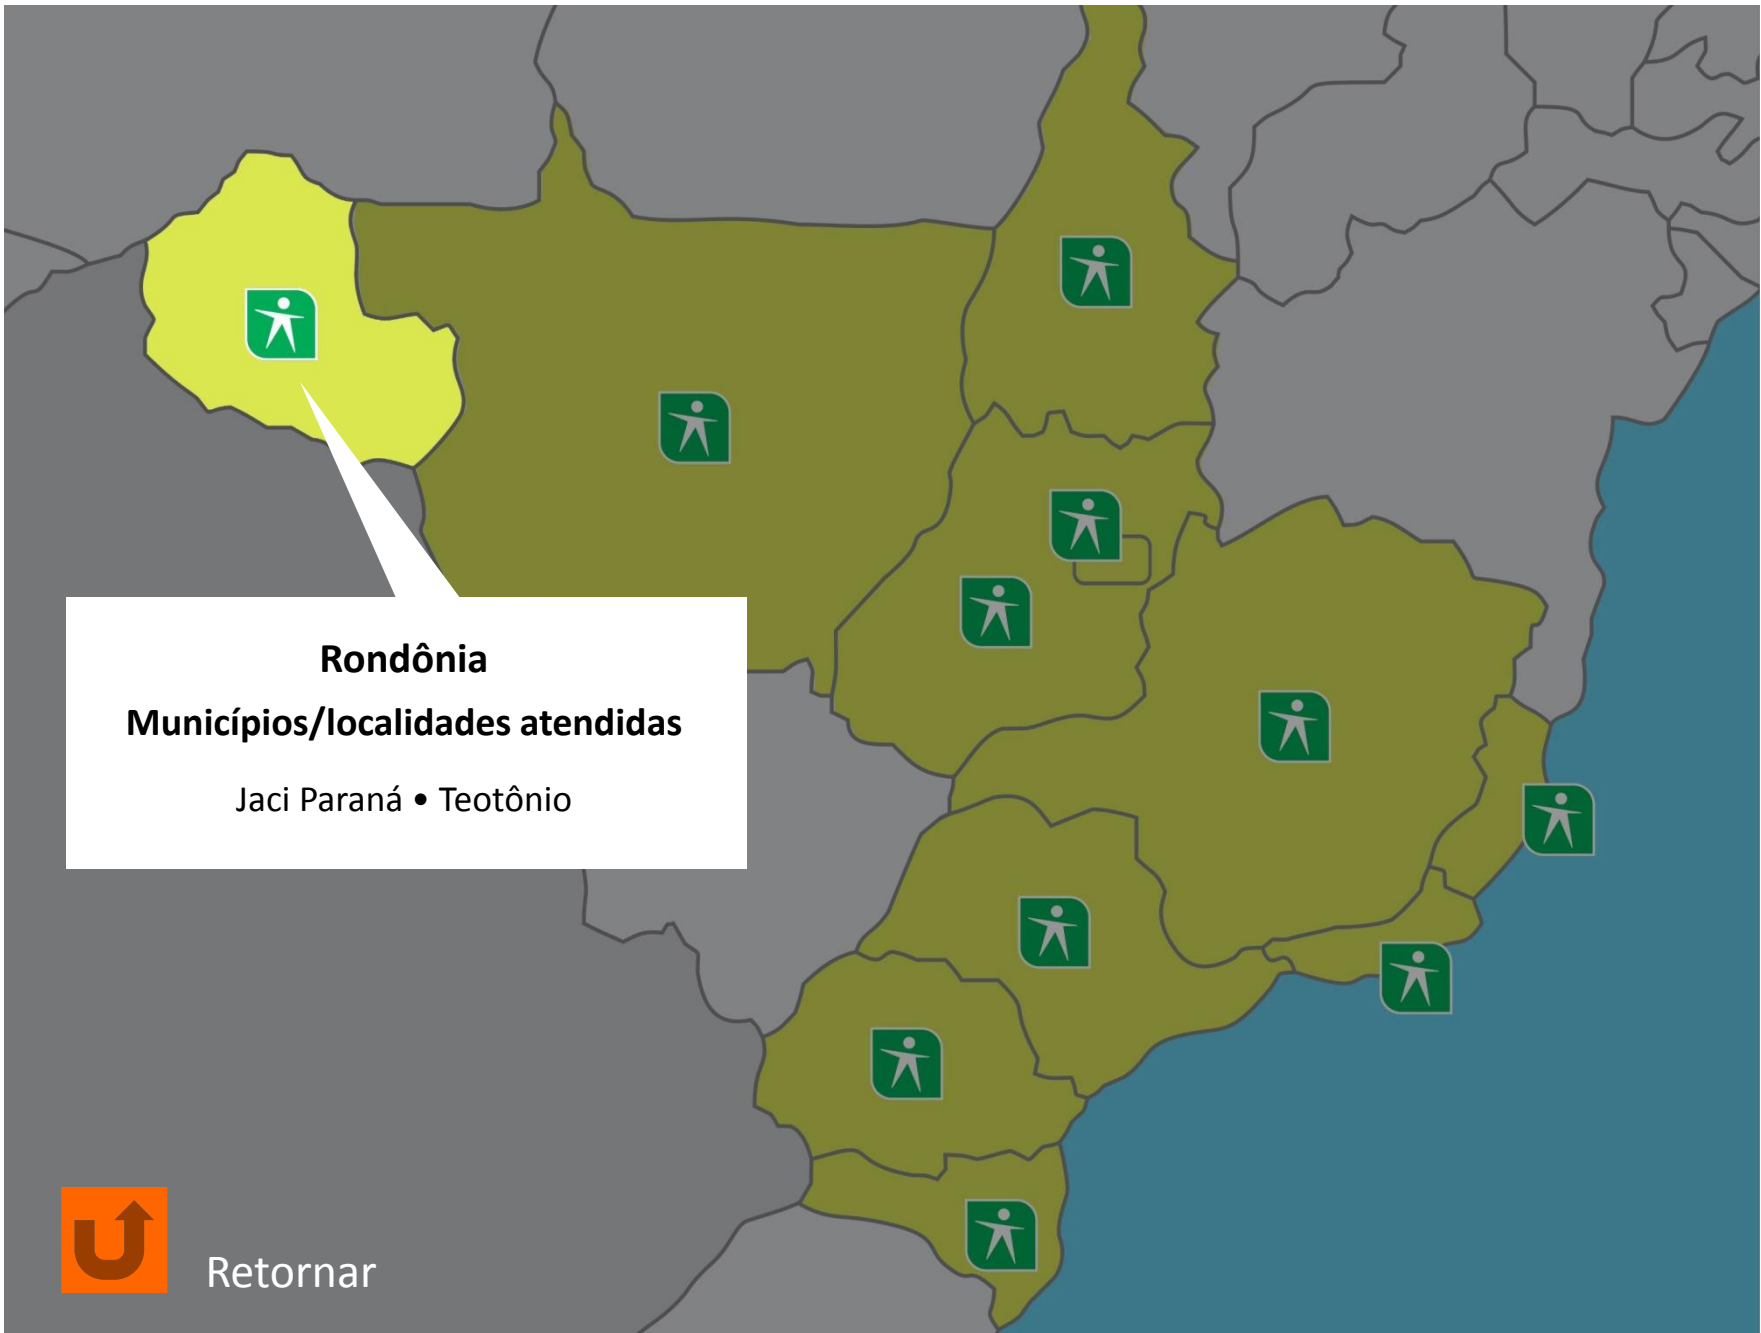 Rondônia
Municípios/localidades atendidas
Jaci Paraná • Teotônio
Retornar